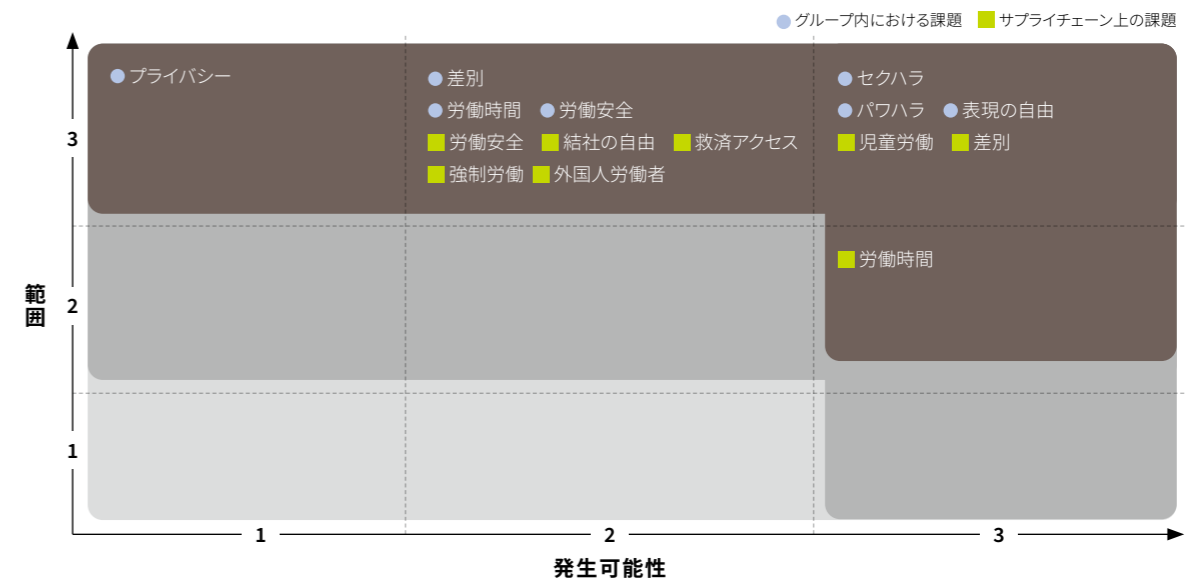 グループ内における課題 サプライチェーン上の課題
プライバシー
差別
労働時間 労働安全
労働安全 結社の自由 救済アクセス
強制労働 外国人労働者
セクハラ
パワハラ 表現の自由
児童労働 差別
労働時間
範囲
3
2
1
1 2 3
発生可能性